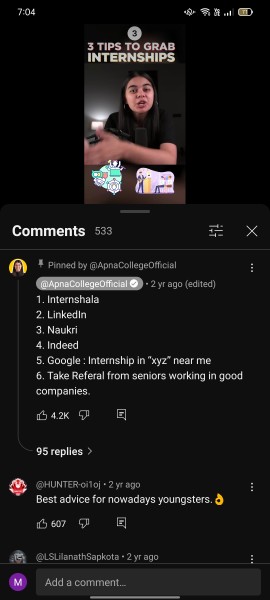 7:04
3
3 TIPS TO GRAB
INTERNSHIPS
Comments 533
Pinned by @ApnaCollegeOfficial
@ApnaCollegeOfficial • 2 yr ago (edited)
1. Internshala
2. LinkedIn
3. Naukri
4. Indeed
5. Google : Internship in “xyz” near me
6. Take Referal from seniors working in good
companies.
4.2K
95 replies
@HUNTER-oi1oj • 2 yr ago
Best advice for nowadays youngsters.👌
607
@LSLilanathSapkota • 2 yr ago
M
Add a comment...